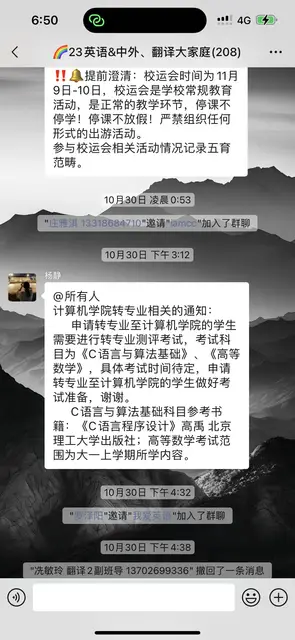 6:50
4G
🌈23英语&中外、翻译大家庭(208)
‼️🔔提前澄清：校运会时间为11月
9日-10日，校运会是学校常规教育
活动，是正常的教学环节，停课不
停学！停课不放假！严禁组织任何
形式的出游活动。
参与校运会相关活动情况记录五育
范畴。
10月30日 凌晨 0:53
13318684710"邀请"iamcc"加入了群聊
10月30日 下午 3:12
杨静
@所有人
计算机学院转专业相关的通知：
申请转专业至计算机学院的学生
需要进行转专业测评考试，考试科
目为《C语言与算法基础》、《高等
数学》，具体考试时间待定，申请
转专业至计算机学院的学生做好考
试准备，谢谢。
C语言与算法基础科目参考书
籍：《C语言程序设计》高禹 北京
理工大学出版社；高等数学考试范
围为大一上学期所学内容。
10月30日 下午 4:32
"邀请"我爱英语"加入了群聊
10月30日 下午 4:38
"冼敏玲 翻译2副班导 13702699336" 撤回了一条消息